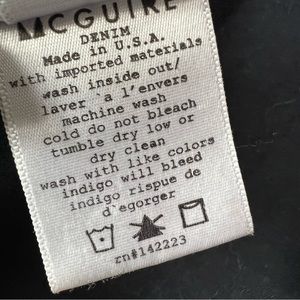 MCGUIRE
DENIM
Made in U.S.A.
with imported materials
wash inside out/
laver `a l'envers
machine wash
cold do not bleach
tumble dry low or
dry clean
wash with like colors
indigo will bleed
indigo rispue de
d'egorger
rn#142223